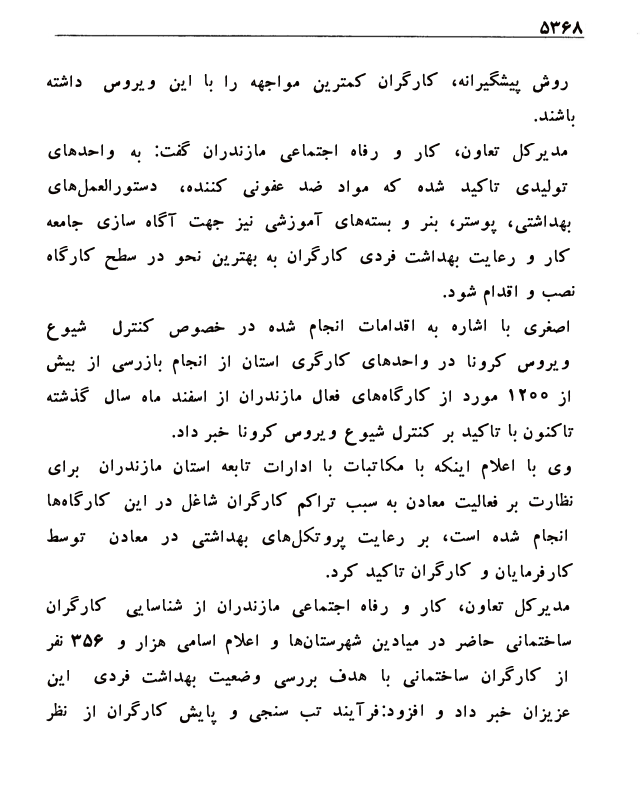 ۵۳۶۸
روش پیشگیرانه، کارگران کمترین مواجهه را با این ویروس داشته
باشند.
مدیرکل تعاون، کار و رفاه اجتماعی مازندران گفت: به واحدهای
تولیدی تاکید شده که مواد ضد عفونی کننده، دستورالعمل‌های
بهداشتی، پوستر، بنر و بسته‌های آموزشی نیز جهت آگاه سازی جامعه
کار و رعایت بهداشت فردی کارگران به بهترین نحو در سطح کارگاه
نصب و اقدام شود.
اصغری با اشاره به اقدامات انجام شده در خصوص کنترل شیوع
ویروس کرونا در واحدهای کارگری استان از انجام بازرسی از بیش
از ۱۲۰۰ مورد از کارگاه‌های فعال مازندران از اسفند ماه سال گذشته
تاکنون با تاکید بر کنترل شیوع ویروس کرونا خبر داد.
وی با اعلام اینکه با مکاتبات با ادارات تابعه استان مازندران برای
نظارت بر فعالیت معادن به سبب تراکم کارگران شاغل در این کارگاه‌ها
انجام شده است، بر رعایت پروتکل‌های بهداشتی در معادن توسط
کارفرمایان و کارگران تاکید کرد.
مدیرکل تعاون، کار و رفاه اجتماعی مازندران از شناسایی کارگران
ساختمانی حاضر در میادین شهرستان‌ها و اعلام اسامی هزار و ۳۵۶ نفر
از کارگران ساختمانی با هدف بررسی وضعیت بهداشت فردی این
عزیزان خبر داد و افزود:فرآیند تب سنجی و پایش کارگران از نظر